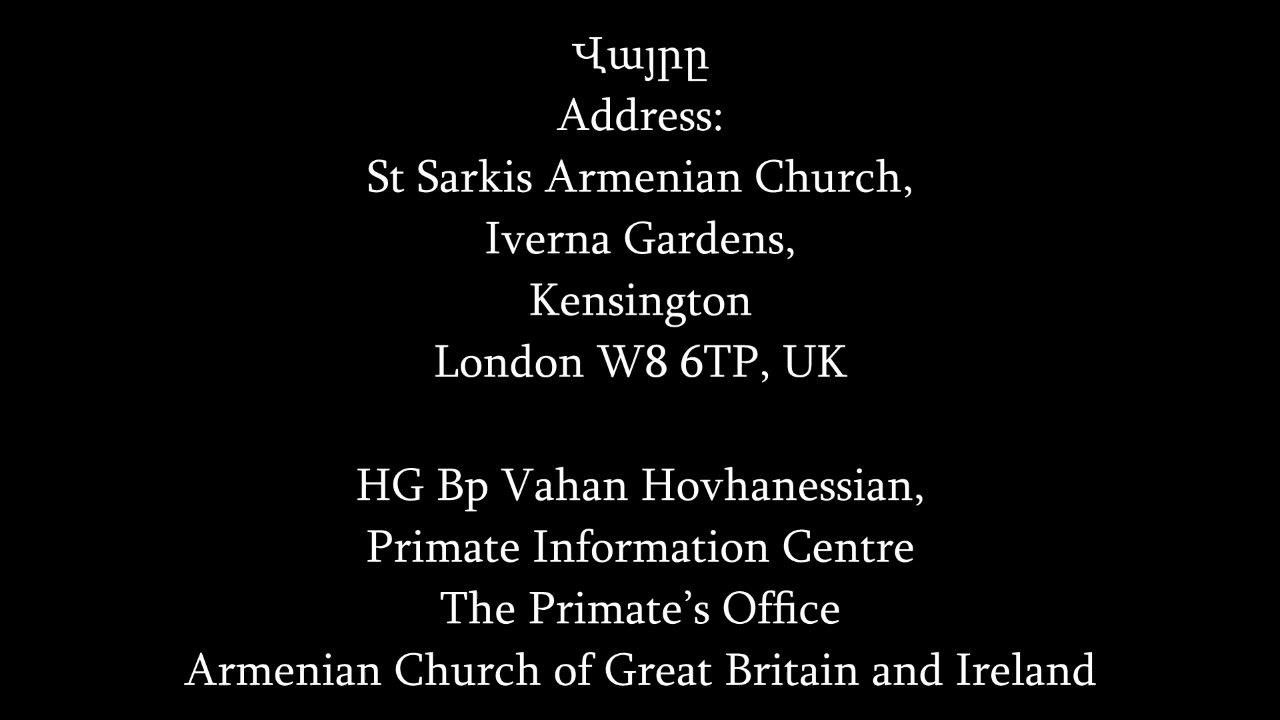 Վայրը
Address:
St Sarkis Armenian Church,
Iverna Gardens,
Kensington
London W8 6TP, UK
HG Bp Vahan Hovhanessian,
Primate Information Centre
The Primate’s Office
Armenian Church of Great Britain and Ireland